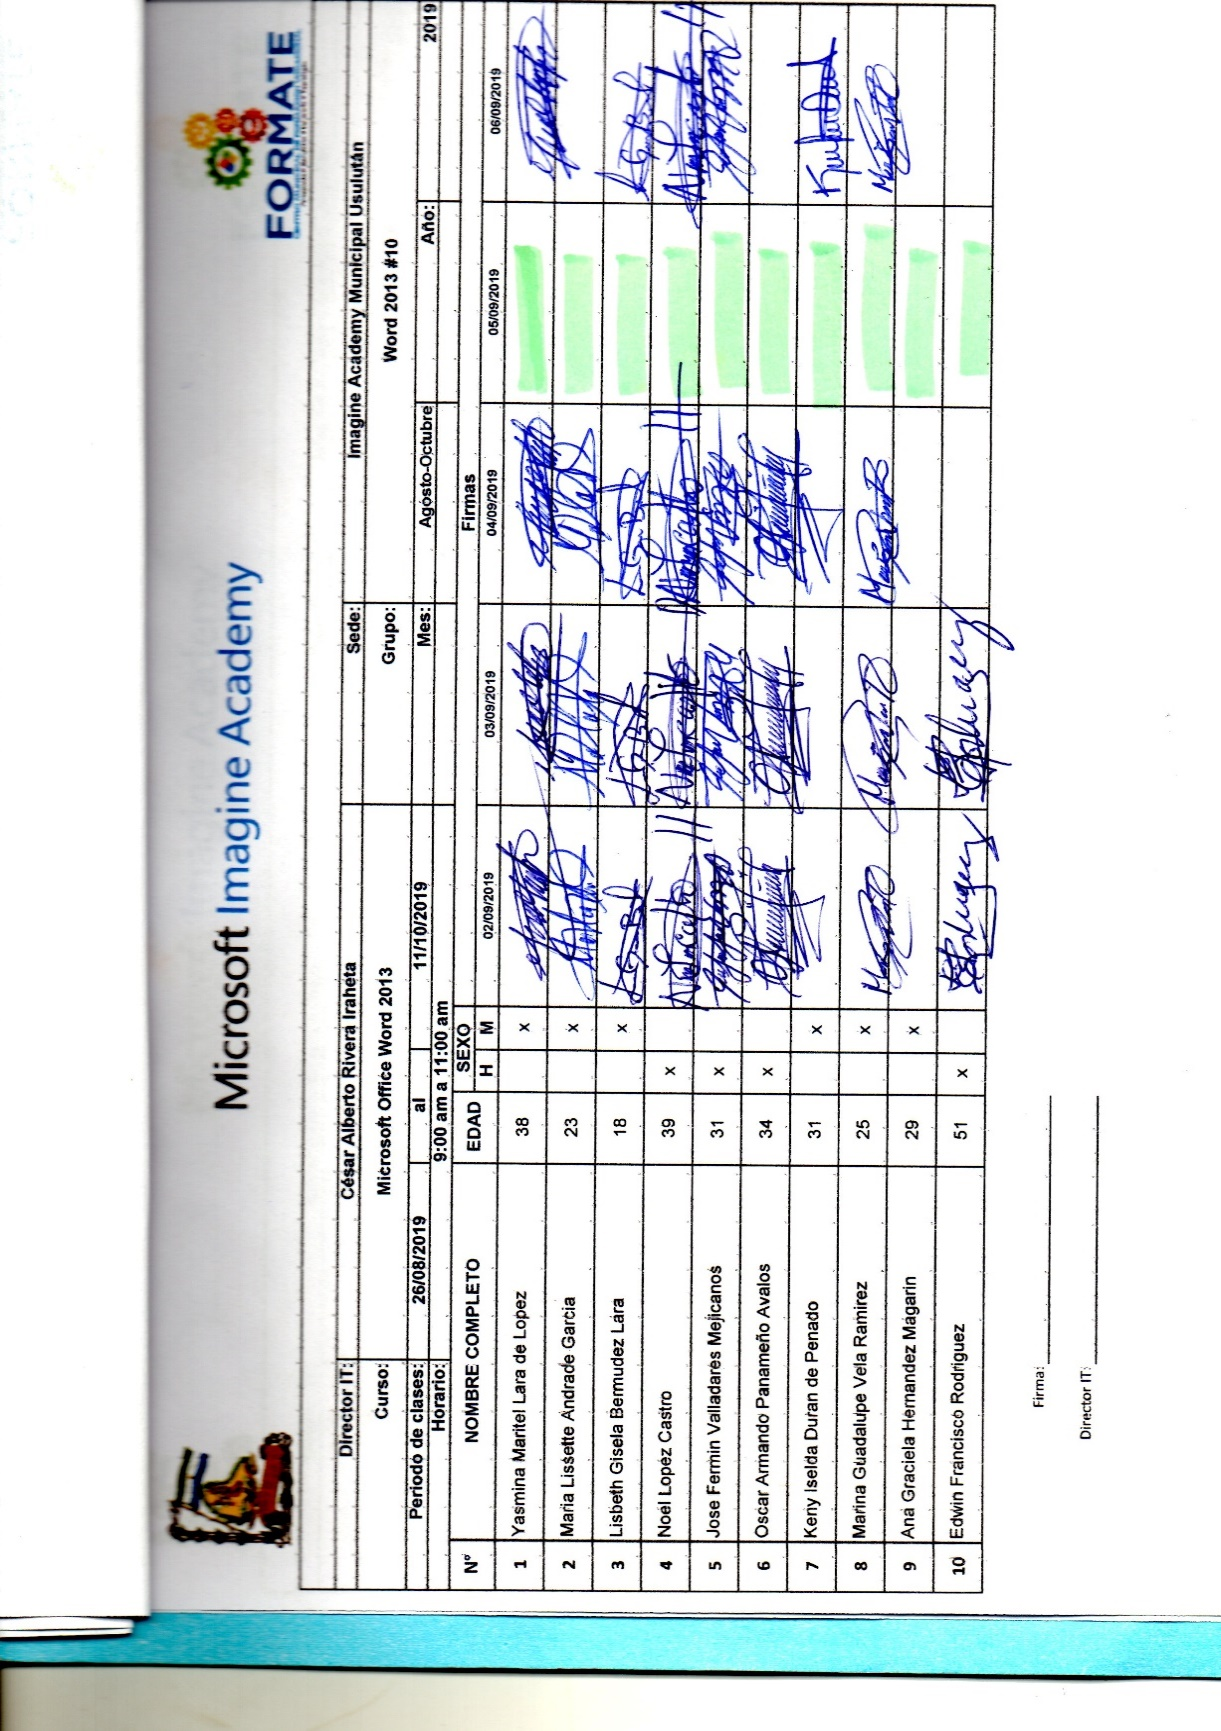 Microsoft Imagine Academy
FORMATE
Director IT: César Alberto Rivera Iraheta Sede: Imagine Academy Municipal Usulután
Curso: Microsoft Office Word 2013 Grupo: Word 2013 #10
Periodo de clases: 26/08/2019 al 11/10/2019 Mes: Agosto-Octubre Año: 2019
Horario: 9:00 am a 11:00 am
Nº NOMBRE COMPLETO EDAD SEXO Firmas
H M 02/09/2019 03/09/2019 04/09/2019 05/09/2019 06/09/2019
1 Yasmina Maritel Lara de Lopez 38 x
2 Maria Lissette Andrade Garcia 23 x
3 Lisbeth Gisela Bermudez Lara 18 x
4 Noel Lopez Castro 39 x
5 Jose Fermin Valladares Mejicanos 31 x
6 Oscar Armando Panameño Avalos 34 x
7 Keny Iselda Duran de Penado 31 x
8 Marina Guadalupe Vela Ramirez 25 x
9 Ana Graciela Hernandez Magarin 29 x
10 Edwin Francisco Rodriguez 51 x
Firma:
Director IT: